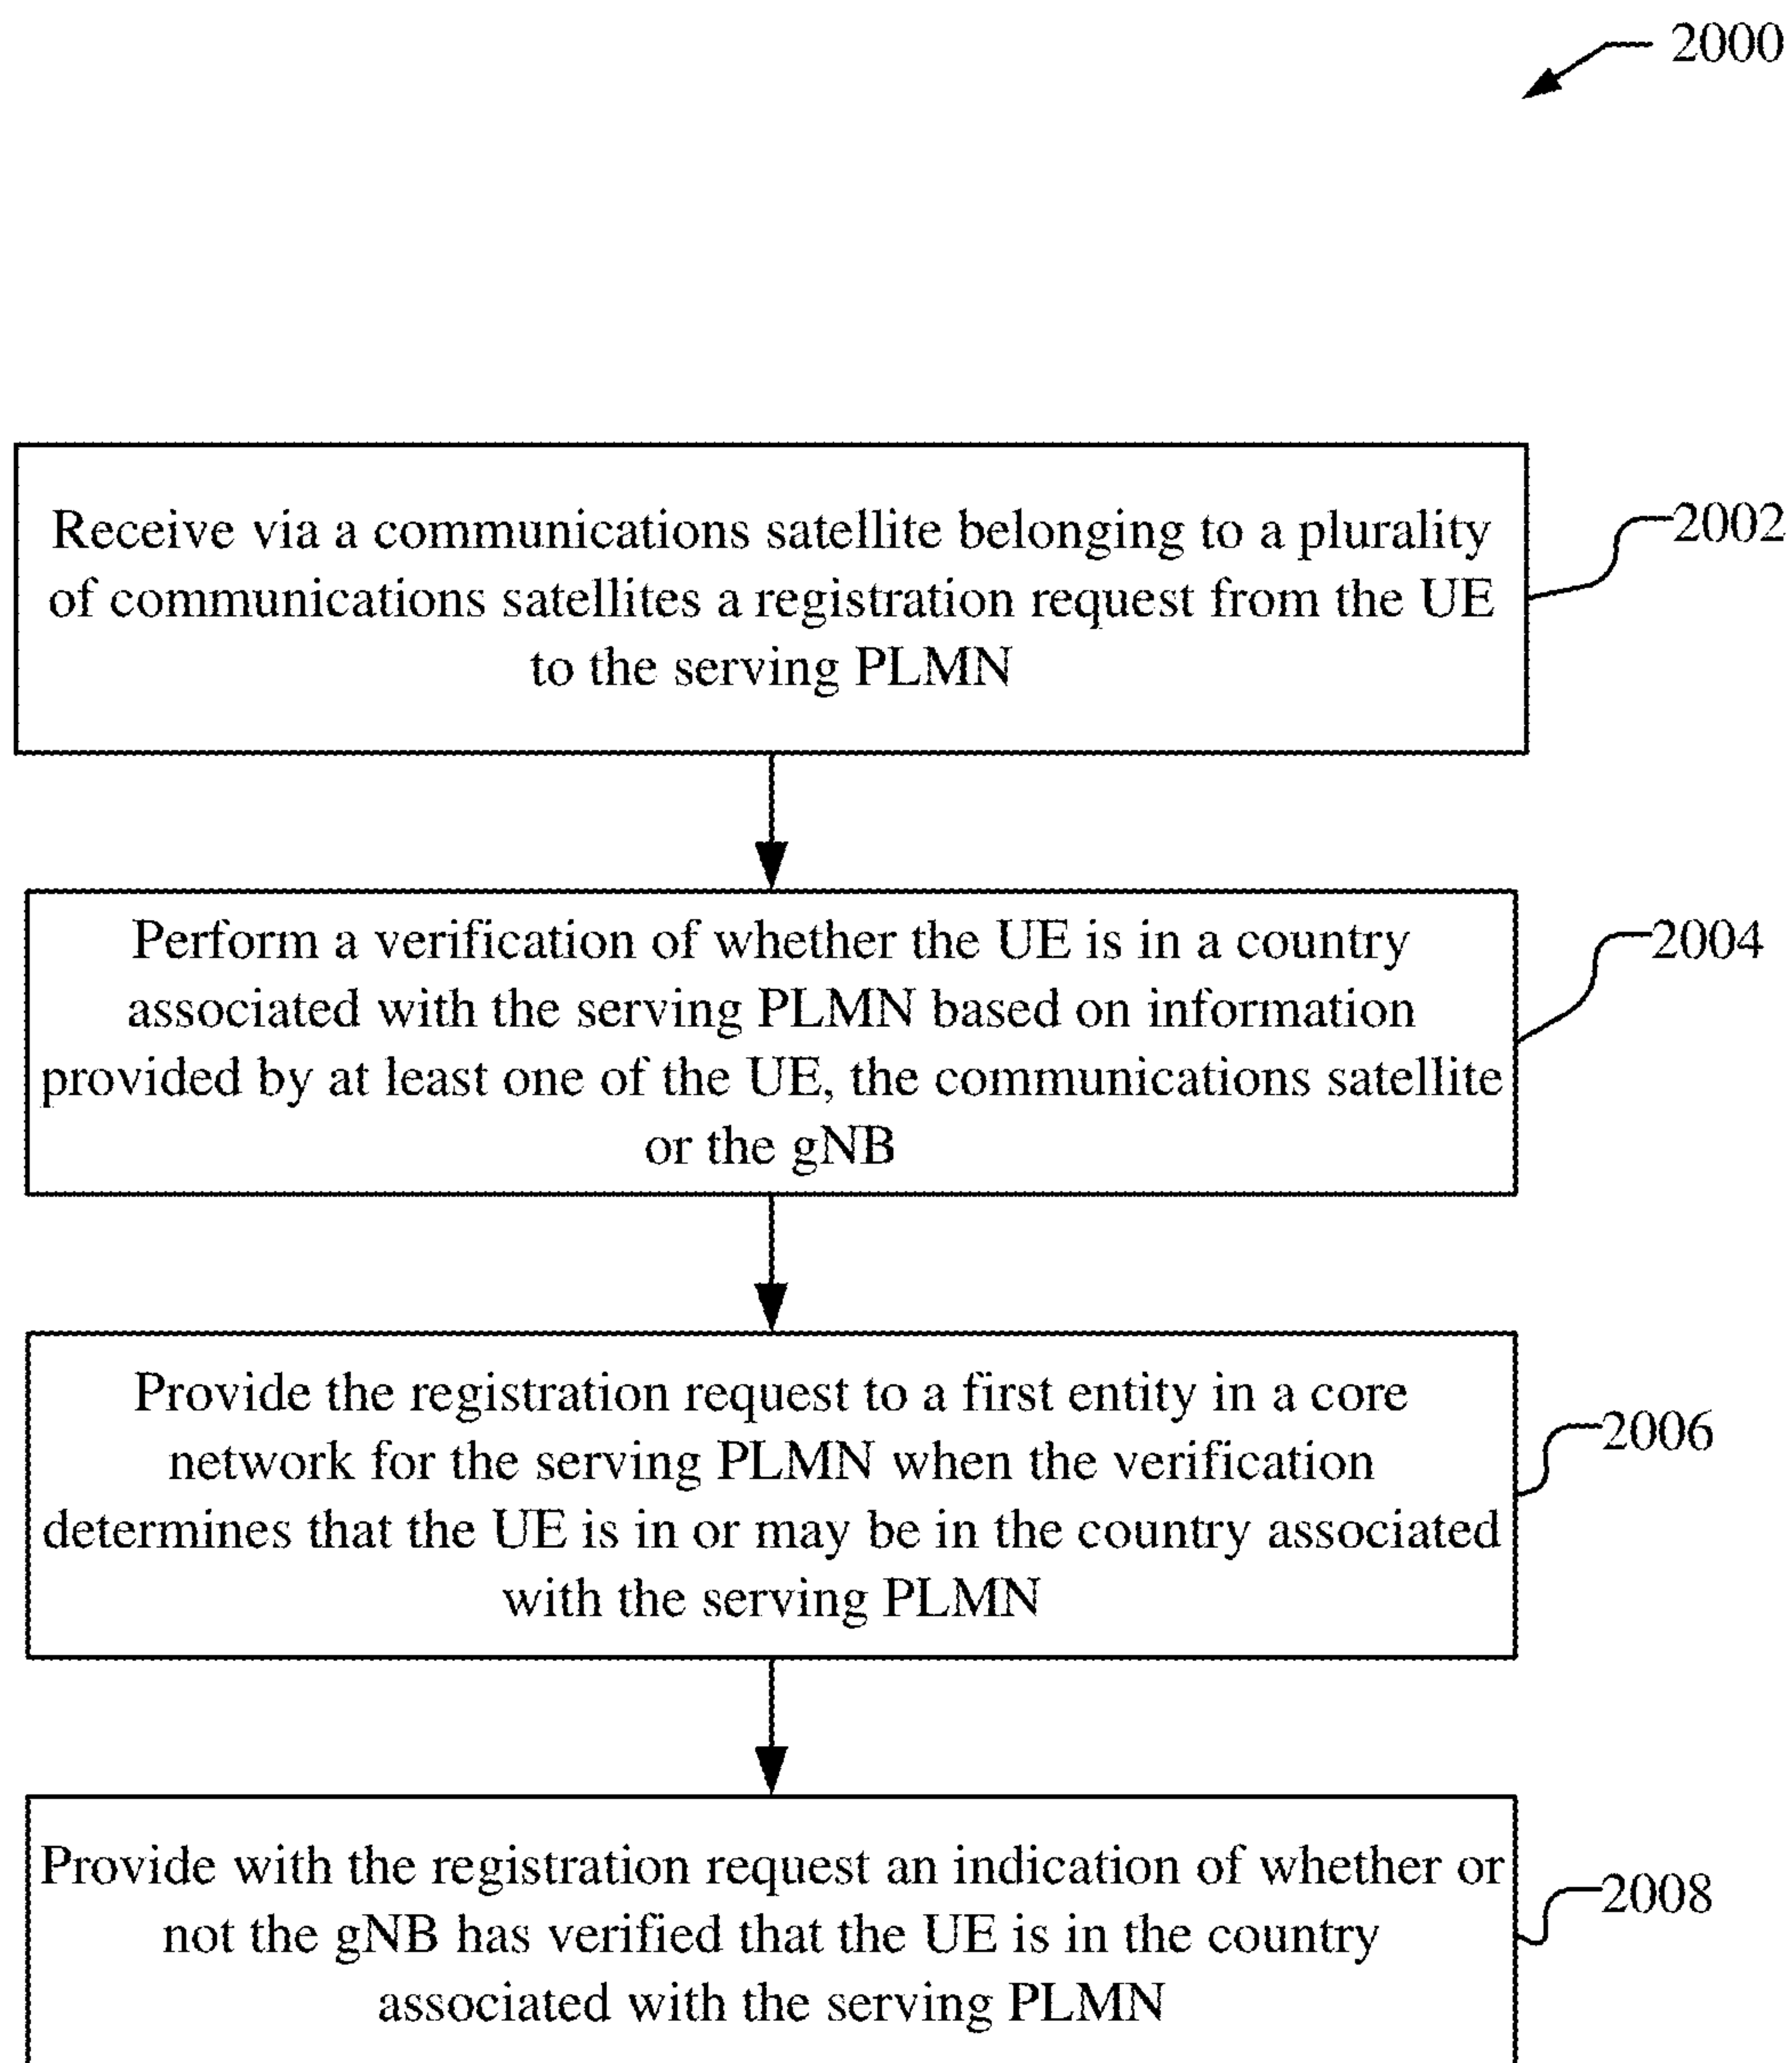 2000
Receive via a communications satellite belonging to a plurality
of communications satellites a registration request from the UE
to the serving PLMN
2002
Perform a verification of whether the UE is in a country
associated with the serving PLMN based on information
provided by at least one of the UE, the communications satellite
or the gNB
2004
Provide the registration request to a first entity in a core
network for the serving PLMN when the verification
determines that the UE is in or may be in the country associated
with the serving PLMN
2006
Provide with the registration request an indication of whether or
not the gNB has verified that the UE is in the country
associated with the serving PLMN
2008